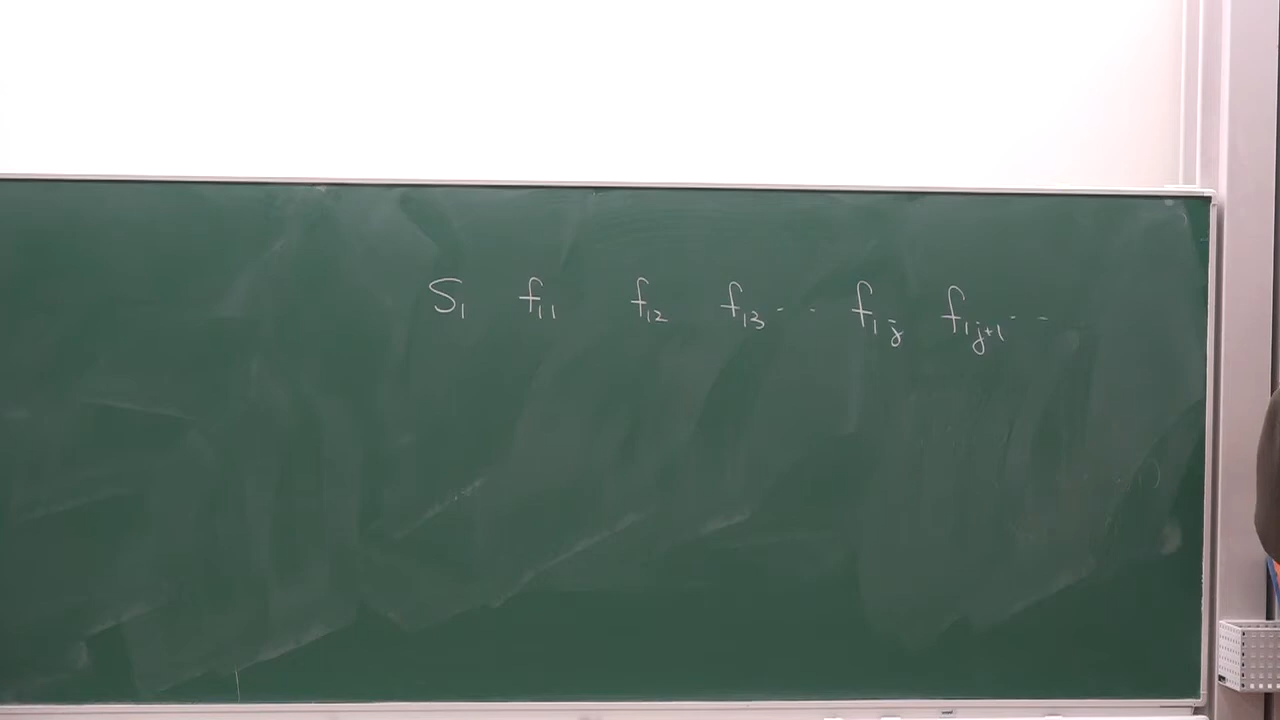 S₁ f₁₁ f₁₂ f₁₃ ‥ f₁ⱼ f₁ⱼ₊₁ ‥